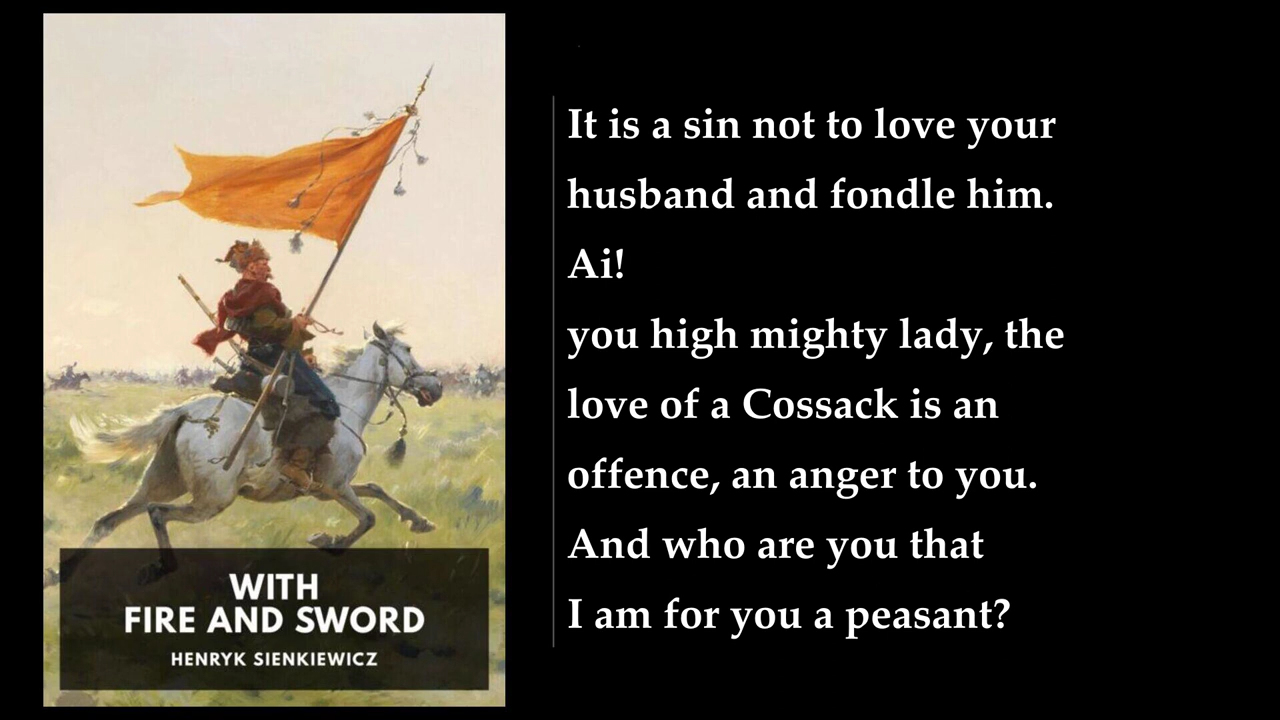 WITH
FIRE AND SWORD
HENRYK SIENKIEWICZ
It is a sin not to love your
husband and fondle him.
Ai!
you high mighty lady, the
love of a Cossack is an
offence, an anger to you.
And who are you that
I am for you a peasant?